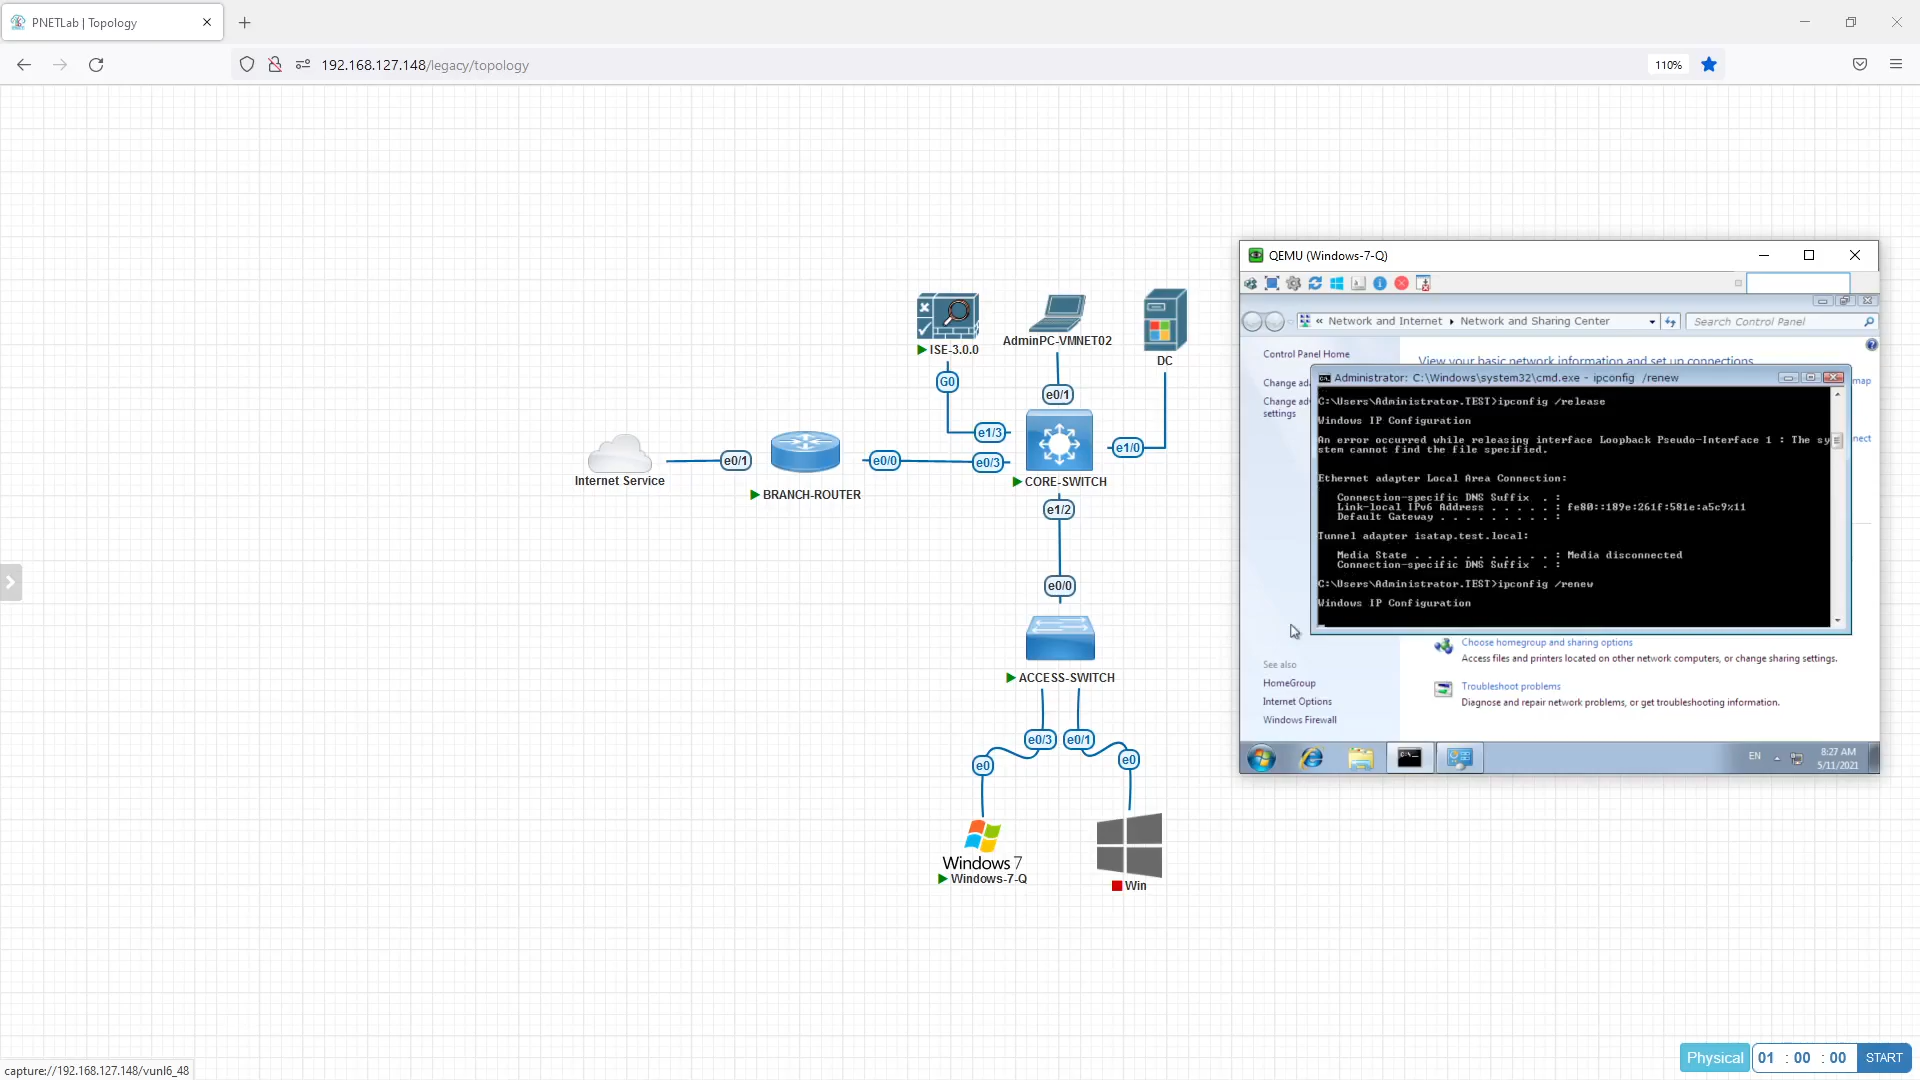 PNETLab | Topology
192.168.127.148/legacy/topology
110%
QEMU (Windows-7-Q)
« Network and Internet ▸ Network and Sharing Center
Search Control Panel
Control Panel Home
View your basic network information and set up connections
Change ada
Change adv
settings
map
nect
Administrator: C:\Windows\system32\cmd.exe - ipconfig /renew
C:\Users\Administrator.TEST>ipconfig /release
Windows IP Configuration
An error occurred while releasing interface Loopback Pseudo-Interface 1 : The sy
stem cannot find the file specified.
Ethernet adapter Local Area Connection:
Connection-specific DNS Suffix . :
Link-local IPv6 Address . . . . . : fe80::189e:261f:581e:a5c9%11
Default Gateway . . . . . . . . . :
Tunnel adapter isatap.test.local:
Media State . . . . . . . . . . . : Media disconnected
Connection-specific DNS Suffix . :
C:\Users\Administrator.TEST>ipconfig /renew
Windows IP Configuration
Choose homegroup and sharing options
Access files and printers located on other network computers, or change sharing settings.
See also
HomeGroup
Troubleshoot problems
Internet Options
Diagnose and repair network problems, or get troubleshooting information.
Windows Firewall
EN
8:27 AM
5/11/2021
ISE-3.0.0
AdminPC-VMNET02
DC
G0
e0/1
e1/3
e1/0
Internet Service
e0/1
BRANCH-ROUTER
e0/0
e0/3
CORE-SWITCH
e1/2
e0/0
ACCESS-SWITCH
e0/3
e0/1
e0
e0
Windows 7
Windows-7-Q
Win
Physical
01 : 00 : 00
START
capture://192.168.127.148/vunl6_48